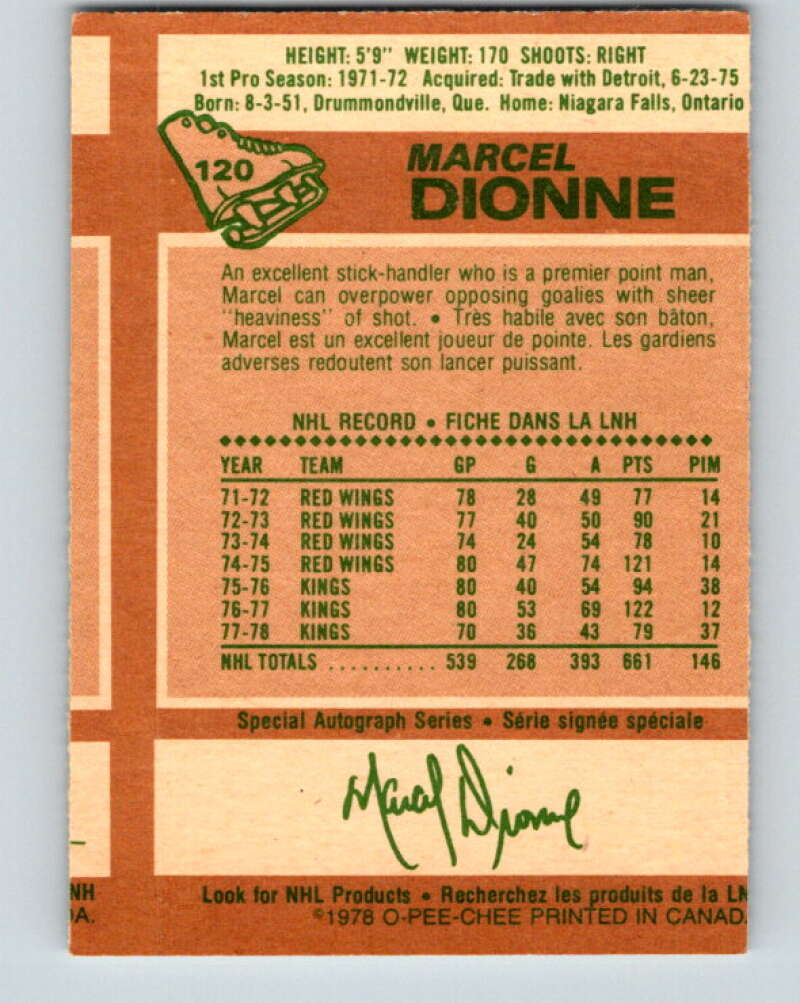 HEIGHT: 5'9" WEIGHT: 170 SHOOTS: RIGHT
1st Pro Season: 1971-72 Acquired: Trade with Detroit, 6-23-75
Born: 8-3-51, Drummondville, Que. Home: Niagara Falls, Ontario
120
MARCEL
DIONNE
An excellent stick-handler who is a premier point man,
Marcel can overpower opposing goalies with sheer
"heaviness" of shot. • Très habile avec son bâton,
Marcel est un excellent joueur de pointe. Les gardiens
adverses redoutent son lancer puissant.
NHL RECORD • FICHE DANS LA LNH
YEAR TEAM GP G A PTS PIM
71-72 RED WINGS 78 28 49 77 14
72-73 RED WINGS 77 40 50 90 21
73-74 RED WINGS 74 24 54 78 10
74-75 RED WINGS 80 47 74 121 14
75-76 KINGS 80 40 54 94 38
76-77 KINGS 80 53 69 122 12
77-78 KINGS 70 36 43 79 37
NHL TOTALS .......... 539 268 393 661 146
Special Autograph Series • Série signée spéciale
Marcel Dionne
NH Look for NHL Products • Recherchez les produits de la LN
DA. ©1978 O-PEE-CHEE PRINTED IN CANAD.